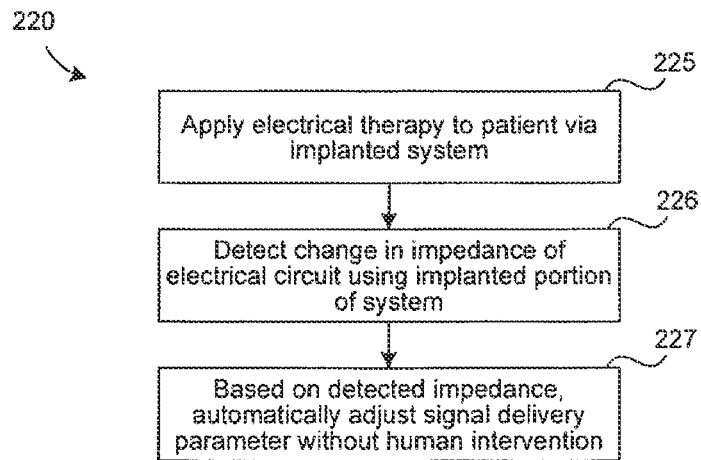 220
225
Apply electrical therapy to patient via
implanted system
226
Detect change in impedance of
electrical circuit using implanted portion
of system
227
Based on detected impedance,
automatically adjust signal delivery
parameter without human intervention